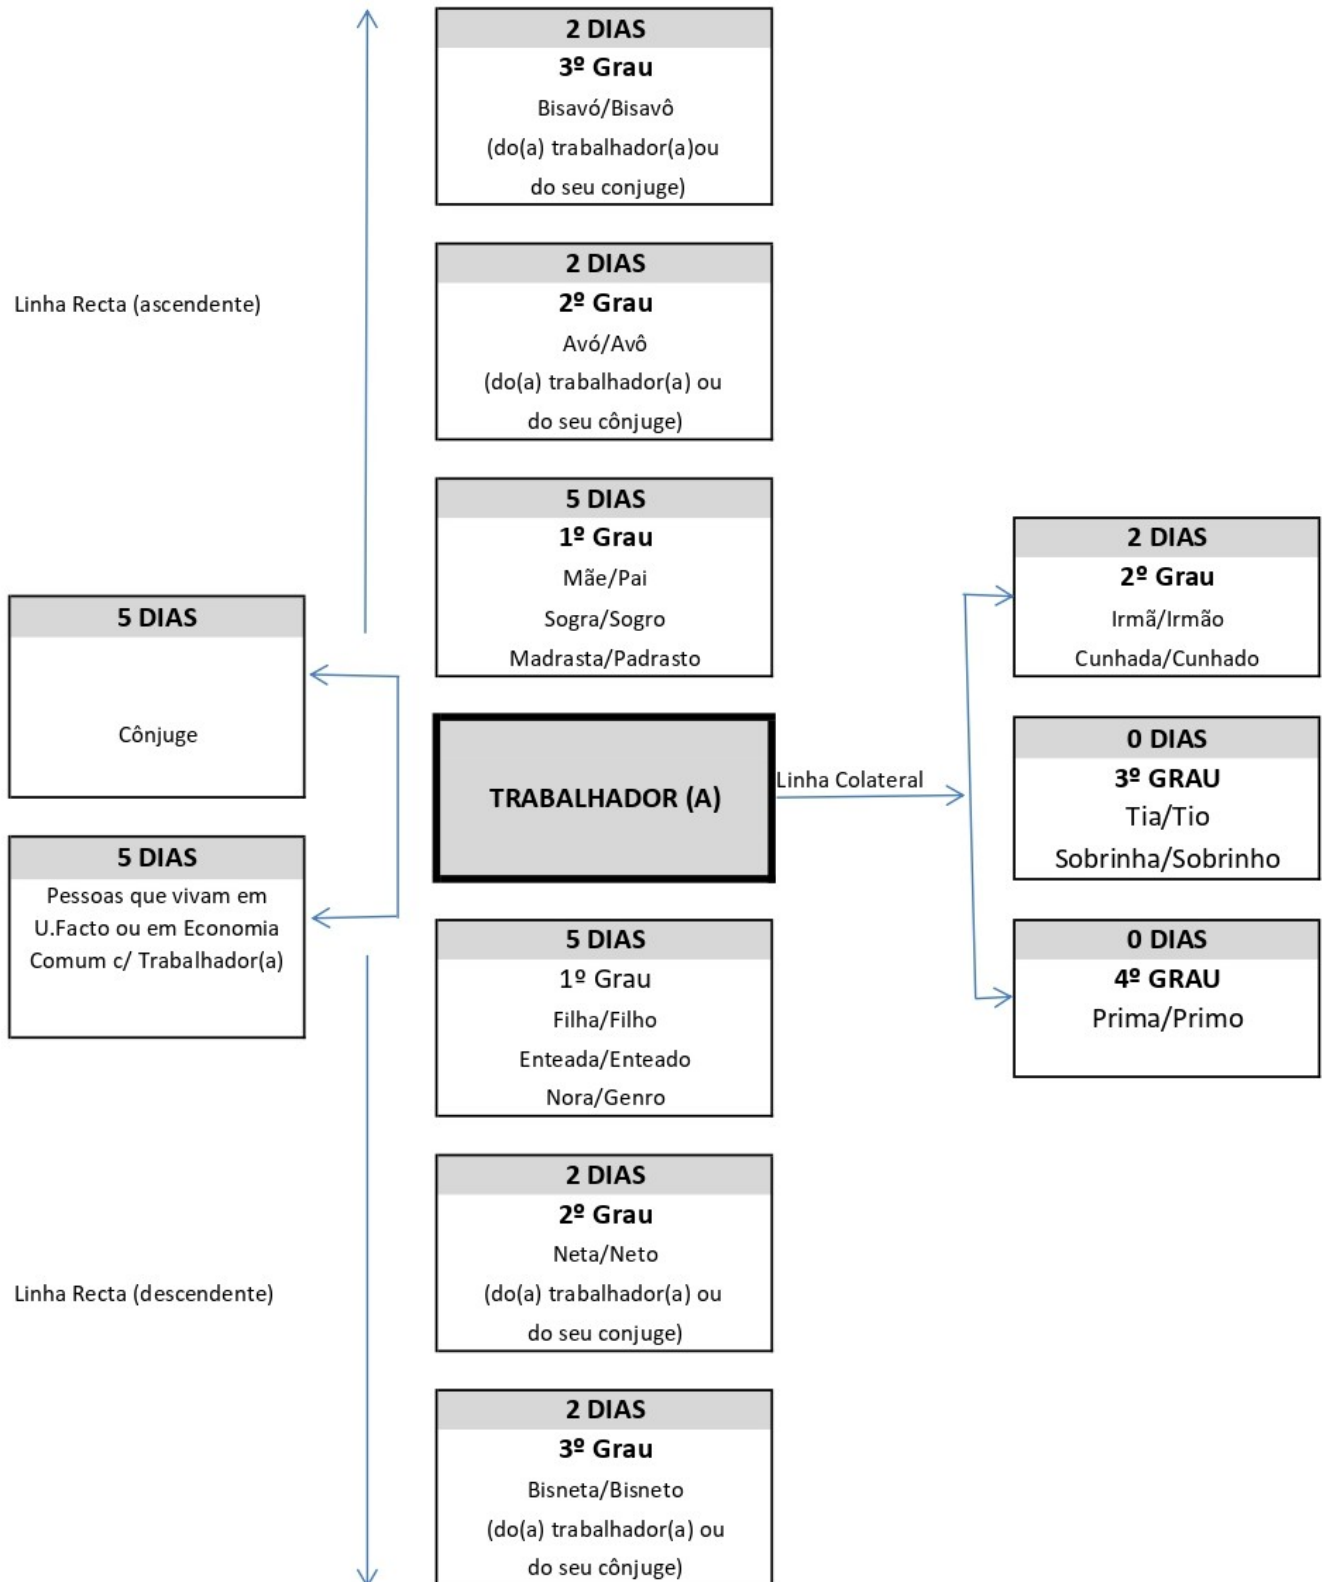 2 DIAS
3º Grau
Bisavó/Bisavô
(do(a) trabalhador(a)ou
do seu conjuge)
2 DIAS
2º Grau
Avó/Avô
(do(a) trabalhador(a) ou
do seu cônjuge)
Linha Recta (ascendente)
5 DIAS
1º Grau
Mãe/Pai
Sogra/Sogro
Madrasta/Padrasto
5 DIAS
Cônjuge
5 DIAS
Pessoas que vivam em
U.Facto ou em Economia
Comum c/ Trabalhador(a)
TRABALHADOR (A)
Linha Colateral
2 DIAS
2º Grau
Irmã/Irmão
Cunhada/Cunhado
0 DIAS
3º GRAU
Tia/Tio
Sobrinha/Sobrinho
0 DIAS
4º GRAU
Prima/Primo
5 DIAS
1º Grau
Filha/Filho
Enteada/Enteado
Nora/Genro
2 DIAS
2º Grau
Neta/Neto
(do(a) trabalhador(a) ou
do seu conjuge)
Linha Recta (descendente)
2 DIAS
3º Grau
Bisneta/Bisneto
(do(a) trabalhador(a) ou
do seu cônjuge)